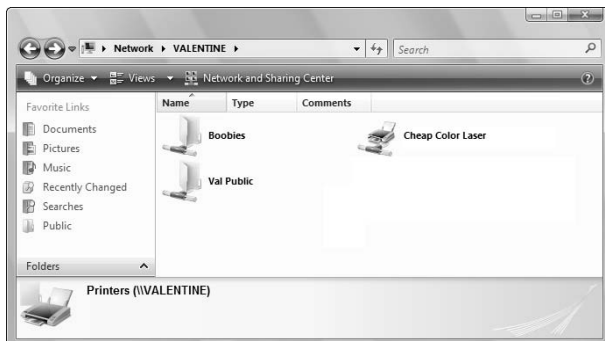 Network ▸ VALENTINE ▸
Search
Organize Views Network and Sharing Center
Favorite Links
Documents
Pictures
Music
Recently Changed
Searches
Public
Folders
Name Type Comments
Boobies
Cheap Color Laser
Val Public
Printers (\\VALENTINE)